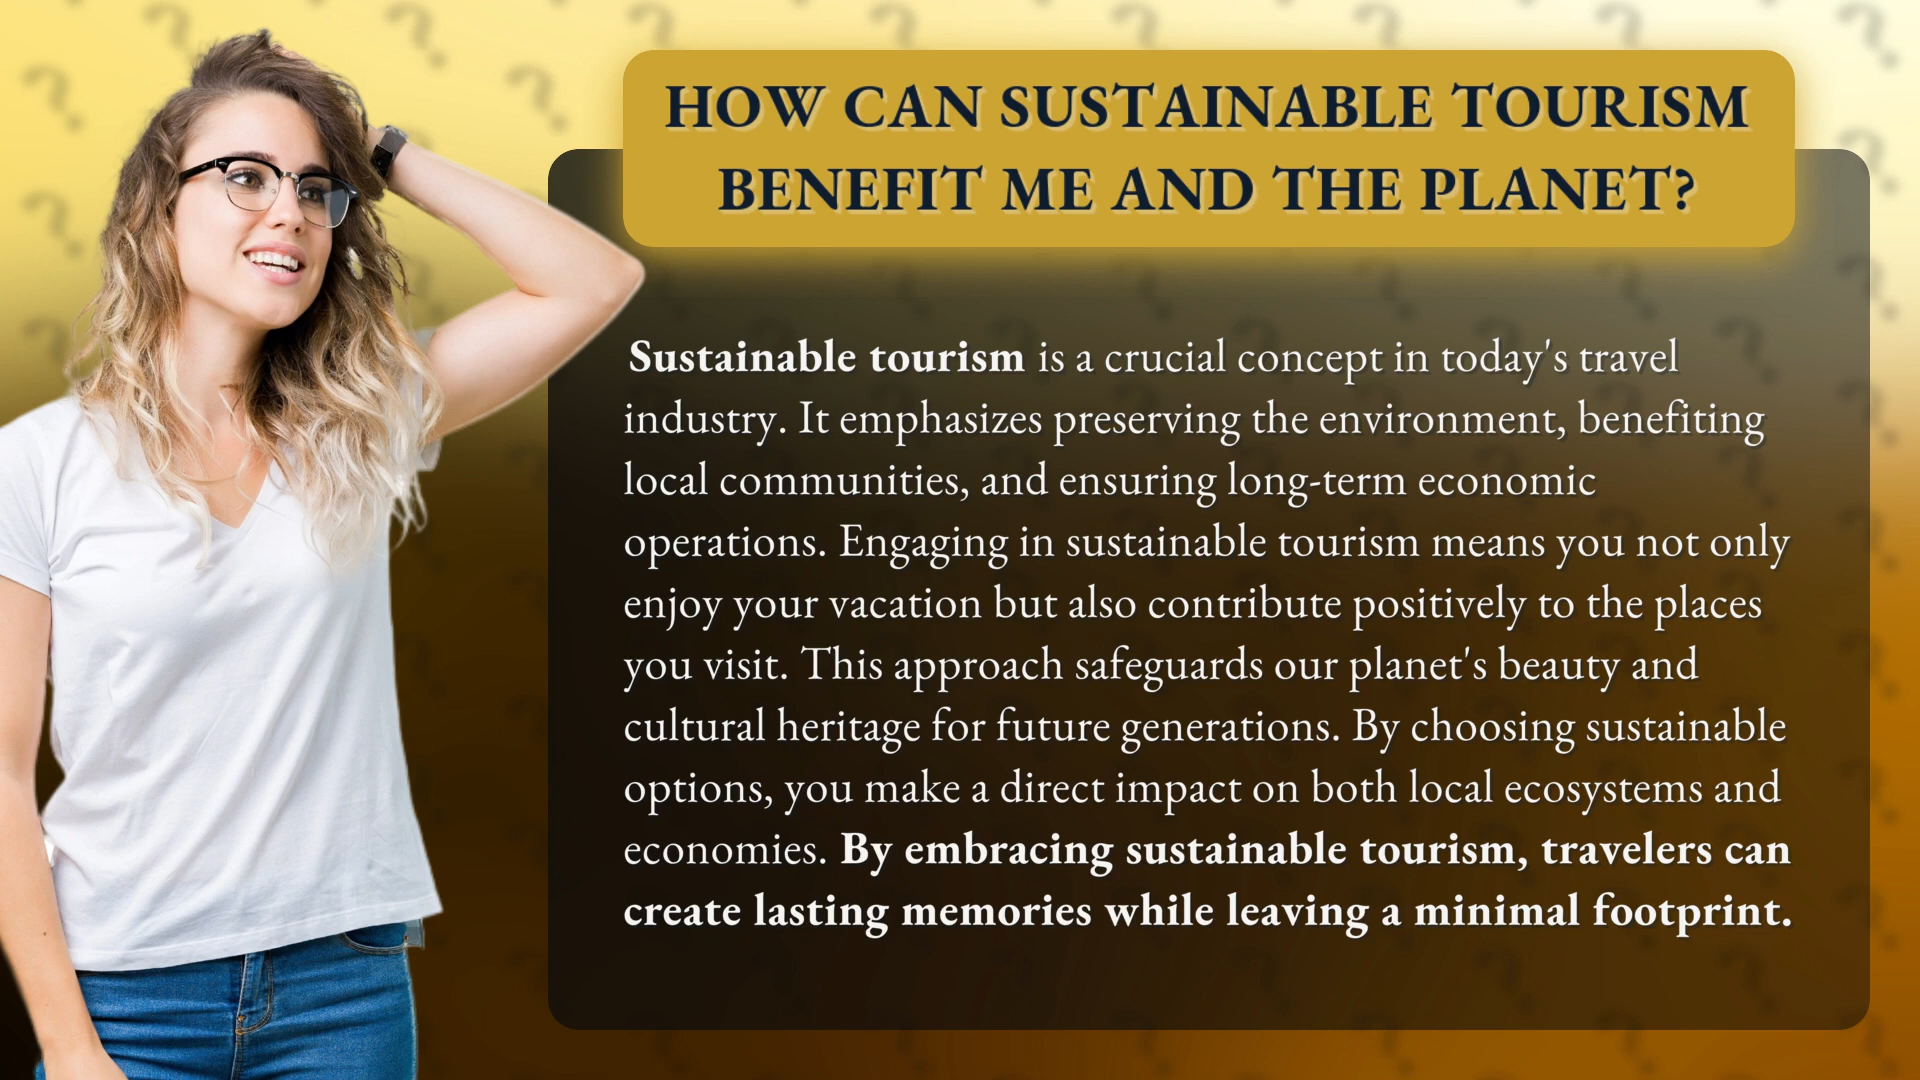 HOW CAN SUSTAINABLE TOURISM
BENEFIT ME AND THE PLANET?
Sustainable tourism is a crucial concept in today's travel
industry. It emphasizes preserving the environment, benefiting
local communities, and ensuring long-term economic
operations. Engaging in sustainable tourism means you not only
enjoy your vacation but also contribute positively to the places
you visit. This approach safeguards our planet's beauty and
cultural heritage for future generations. By choosing sustainable
options, you make a direct impact on both local ecosystems and
economies. By embracing sustainable tourism, travelers can
create lasting memories while leaving a minimal footprint.